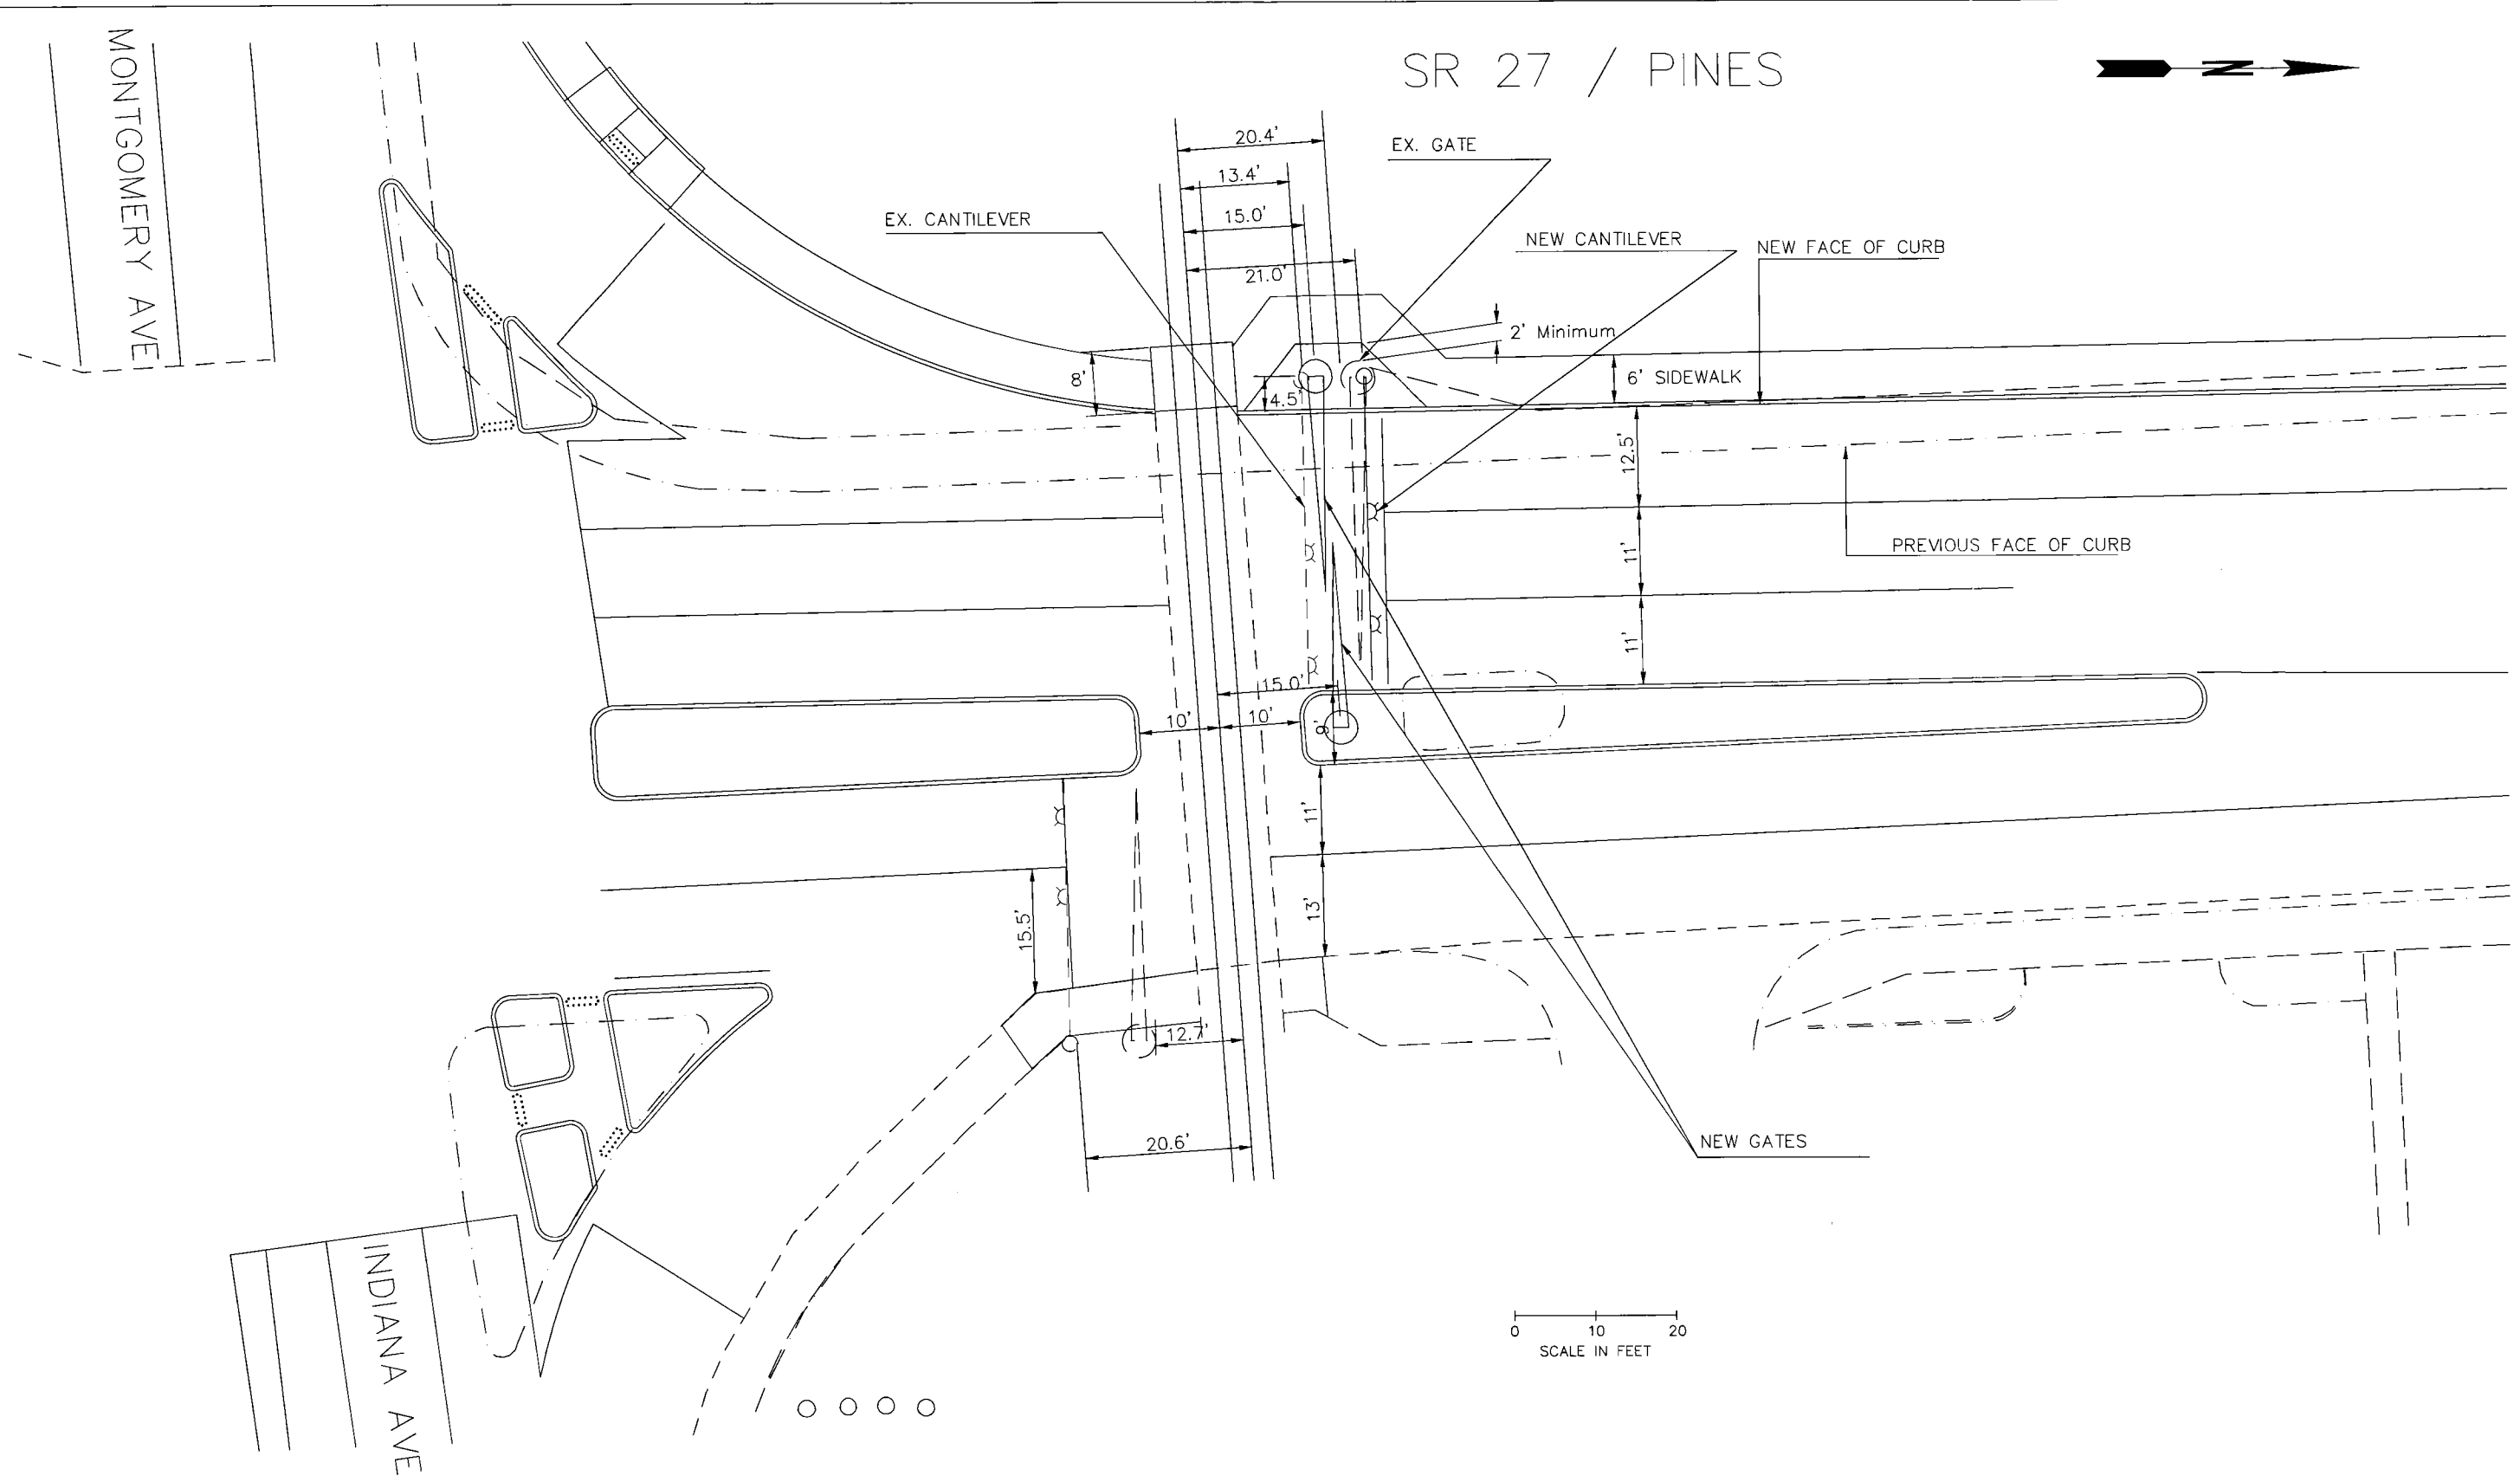 SR 27 / PINES
N
MONTGOMERY AVE
20.4'
EX. GATE
13.4'
EX. CANTILEVER
15.0'
NEW CANTILEVER
NEW FACE OF CURB
21.0'
2' Minimum
8'
6' SIDEWALK
4.5'
12.5'
PREVIOUS FACE OF CURB
11'
11'
15.0'
10'
10'
9'
11'
13'
15.5'
12.7'
20.6'
NEW GATES
INDIANA AVE
0 10 20
SCALE IN FEET